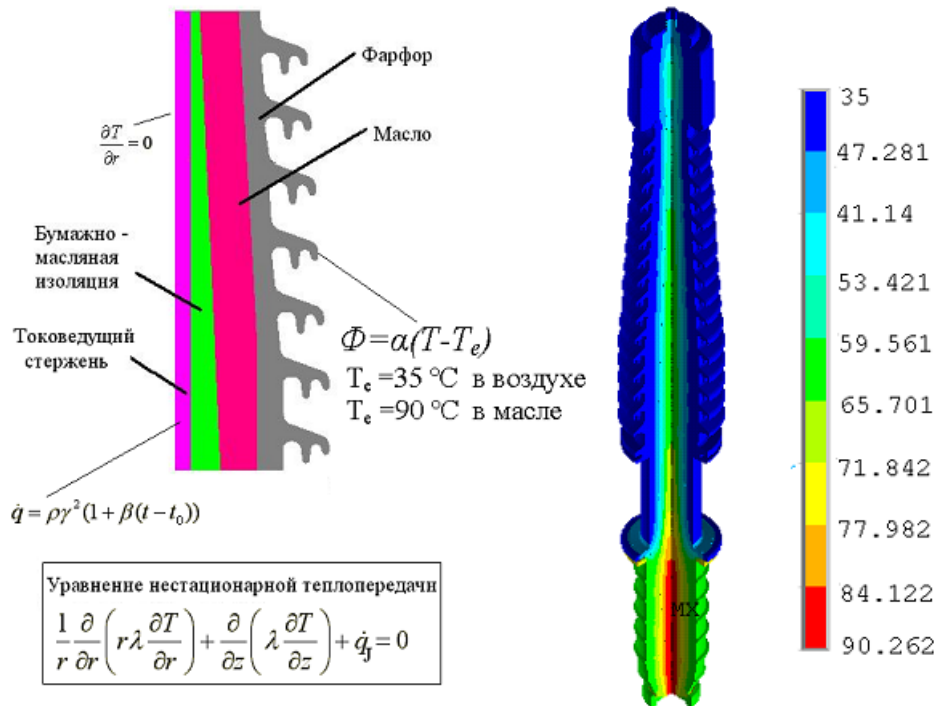 Фарфор
∂T/∂r = 0
Масло
Бумажно -
масляная
изоляция
Токоведущий
стержень
Φ=α(T-Tₑ)
Tₑ =35 °C в воздухе
Tₑ =90 °C в масле
q̇ = ργ²(1 + β(t − t₀))
Уравнение нестационарной теплопередачи
1/r ∂/∂r (rλ ∂T/∂r) + ∂/∂z (λ ∂T/∂z) + q̇_J = 0
MX
35
47.281
41.14
53.421
59.561
65.701
71.842
77.982
84.122
90.262